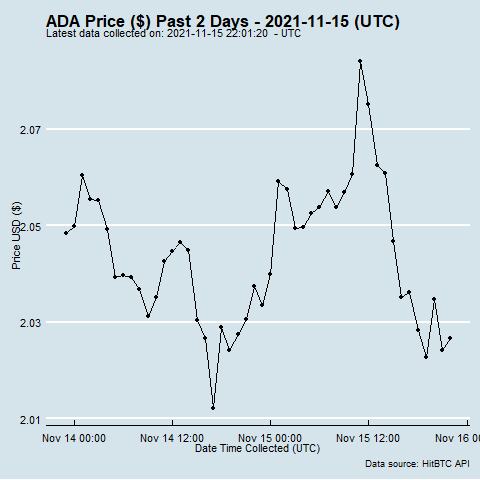 ADA Price ($) Past 2 Days - 2021-11-15 (UTC)
Latest data collected on: 2021-11-15 22:01:20  - UTC
2.07
2.05
2.03
2.01
Price USD ($)
Nov 14 00:00 Nov 14 12:00 Nov 15 00:00 Nov 15 12:00 Nov 16 0
Date Time Collected (UTC)
Data source: HitBTC API